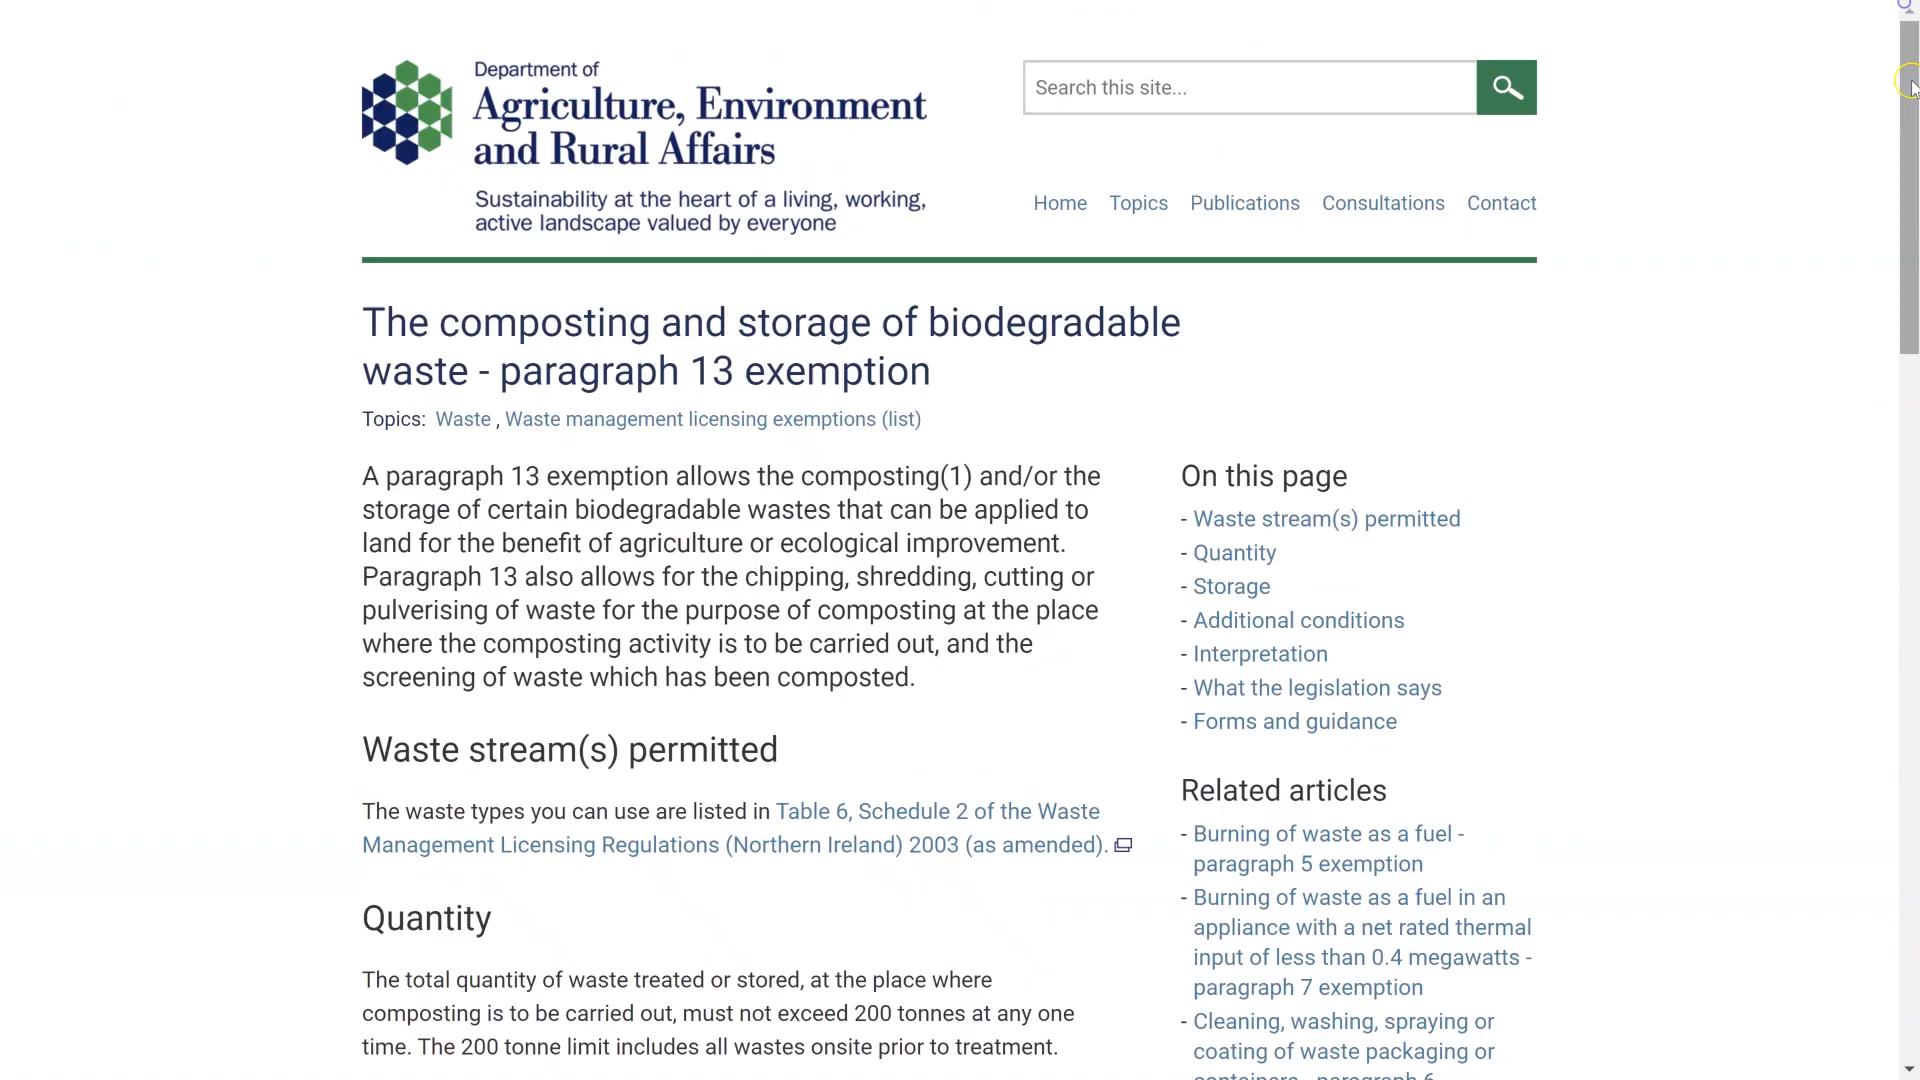 Department of
Agriculture, Environment
and Rural Affairs
Sustainability at the heart of a living, working,
active landscape valued by everyone
Search this site...
Home Topics Publications Consultations Contact
The composting and storage of biodegradable
waste - paragraph 13 exemption
Topics: Waste , Waste management licensing exemptions (list)
A paragraph 13 exemption allows the composting(1) and/or the
storage of certain biodegradable wastes that can be applied to
land for the benefit of agriculture or ecological improvement.
Paragraph 13 also allows for the chipping, shredding, cutting or
pulverising of waste for the purpose of composting at the place
where the composting activity is to be carried out, and the
screening of waste which has been composted.
Waste stream(s) permitted
The waste types you can use are listed in Table 6, Schedule 2 of the Waste
Management Licensing Regulations (Northern Ireland) 2003 (as amended).
Quantity
The total quantity of waste treated or stored, at the place where
composting is to be carried out, must not exceed 200 tonnes at any one
time. The 200 tonne limit includes all wastes onsite prior to treatment.
On this page
- Waste stream(s) permitted
- Quantity
- Storage
- Additional conditions
- Interpretation
- What the legislation says
- Forms and guidance
Related articles
- Burning of waste as a fuel -
paragraph 5 exemption
- Burning of waste as a fuel in an
appliance with a net rated thermal
input of less than 0.4 megawatts -
paragraph 7 exemption
- Cleaning, washing, spraying or
coating of waste packaging or
containers - paragraph 6